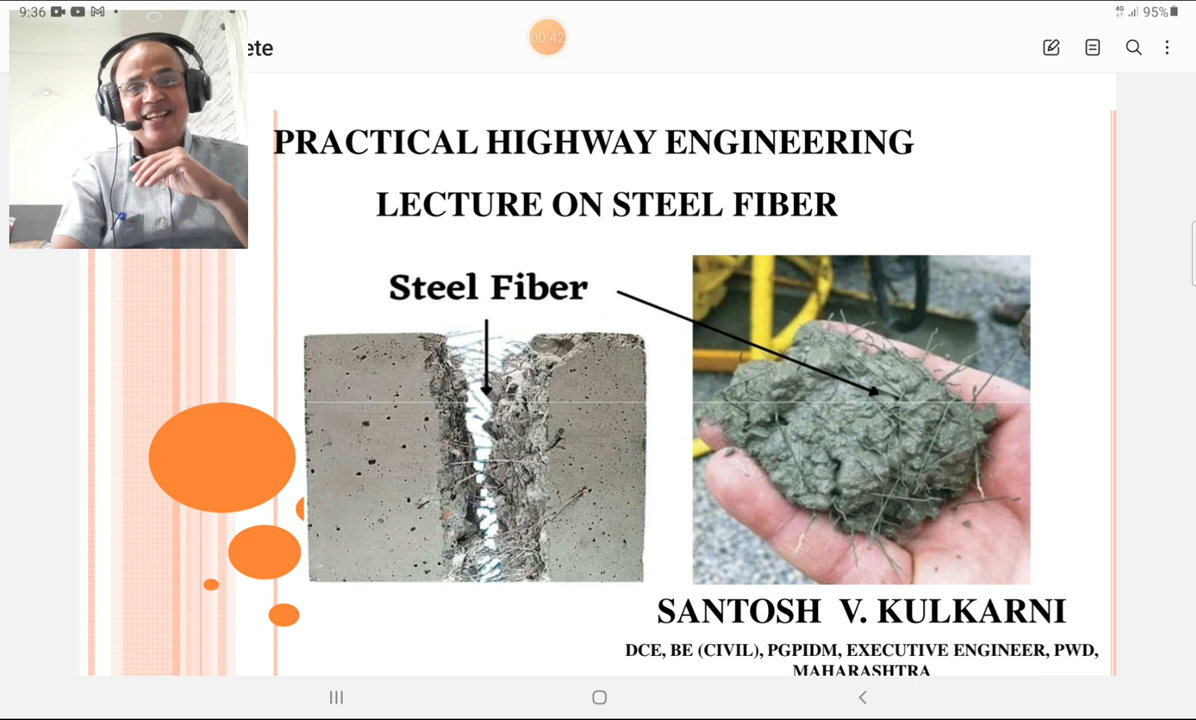 9:36
4G
95%
ete
00:42
PRACTICAL HIGHWAY ENGINEERING
LECTURE ON STEEL FIBER
Steel Fiber
SANTOSH V. KULKARNI
DCE, BE (CIVIL), PGPIDM, EXECUTIVE ENGINEER, PWD,
MAHARASHTRA